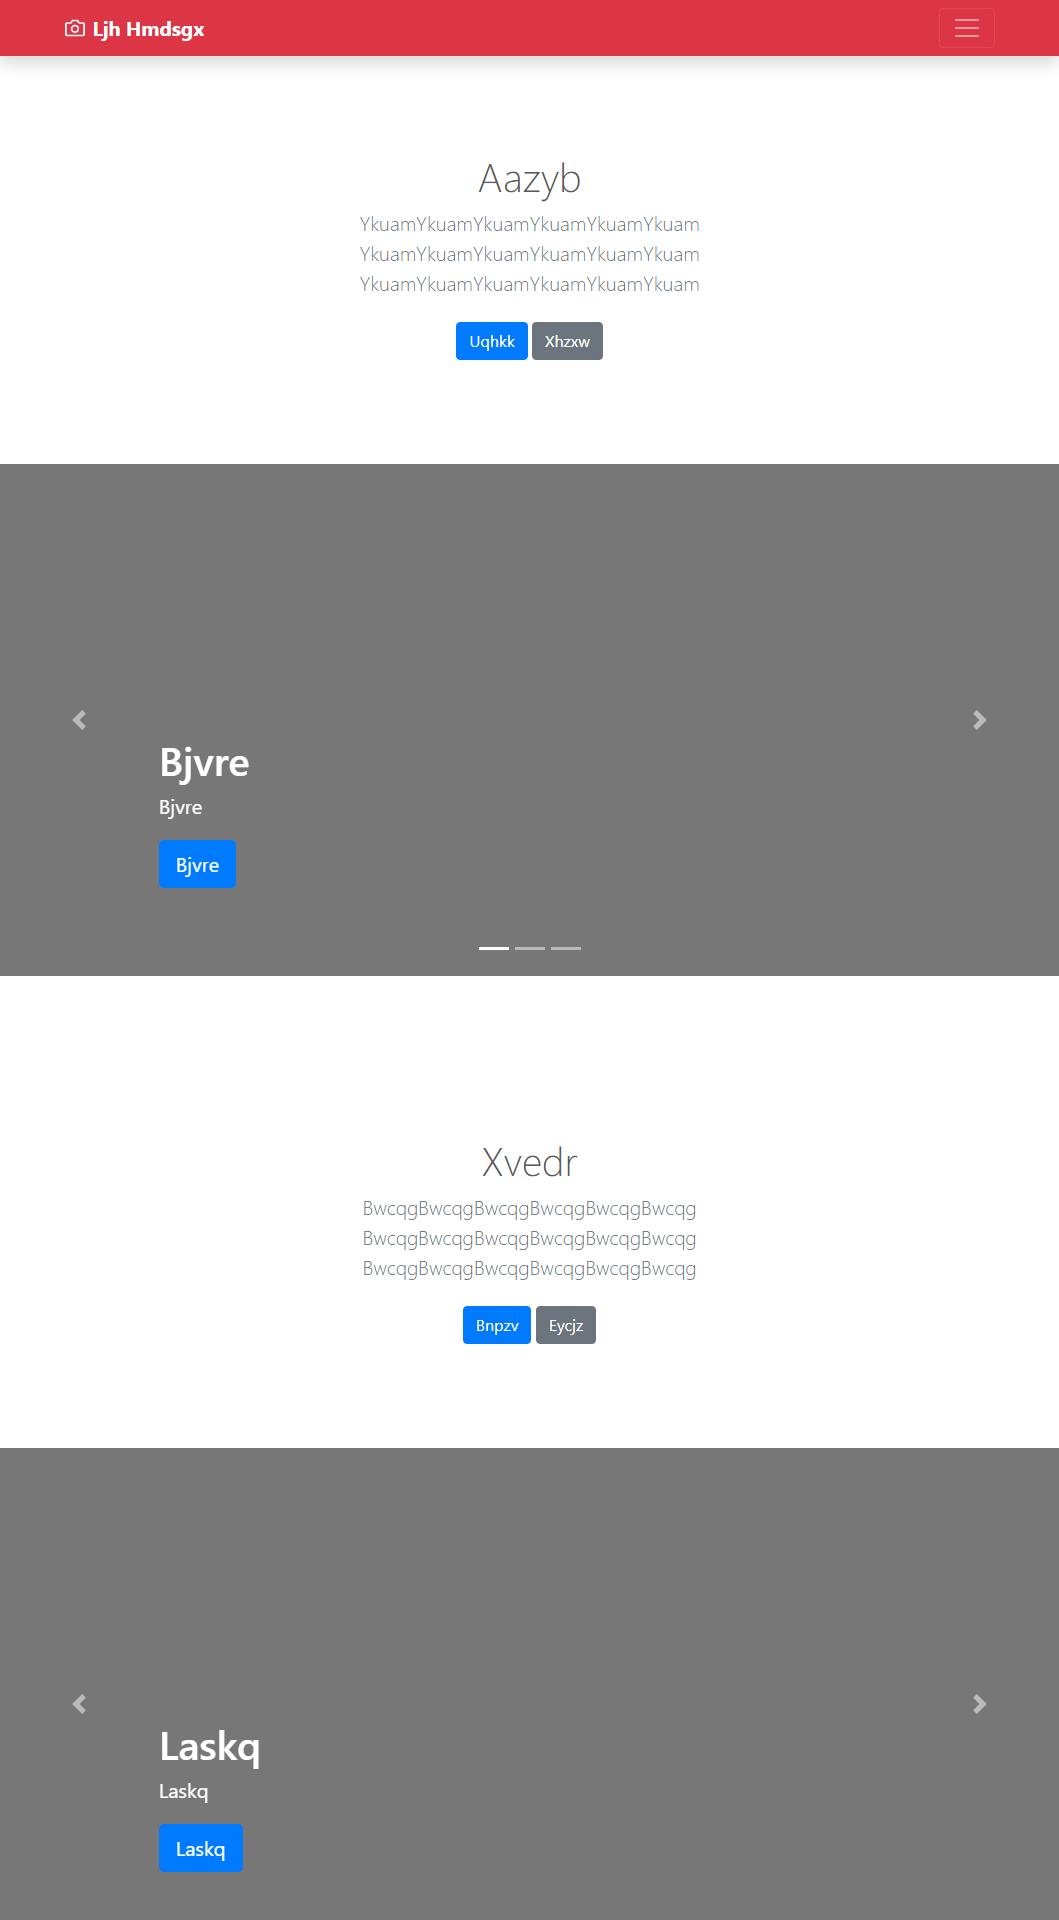 Ljh Hmdsgx
Aazyb
YkuamYkuamYkuamYkuamYkuamYkuam
YkuamYkuamYkuamYkuamYkuamYkuam
YkuamYkuamYkuamYkuamYkuamYkuam
Uqhkk Xhzxw
Bjvre
Bjvre
Bjvre
Xvedr
BwcqgBwcqgBwcqgBwcqgBwcqgBwcqg
BwcqgBwcqgBwcqgBwcqgBwcqgBwcqg
BwcqgBwcqgBwcqgBwcqgBwcqgBwcqg
Bnpzv Eycjz
Laskq
Laskq
Laskq